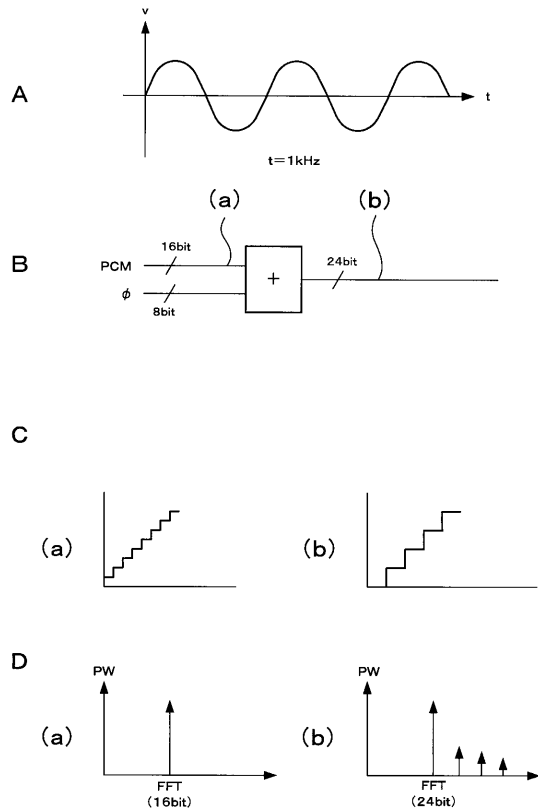 v
A
t
t=1kHz
(a)
(b)
B
16bit
24bit
PCM
+
φ
8bit
C
(a)
(b)
D
PW
PW
(a)
(b)
FFT
(16bit)
FFT
(24bit)